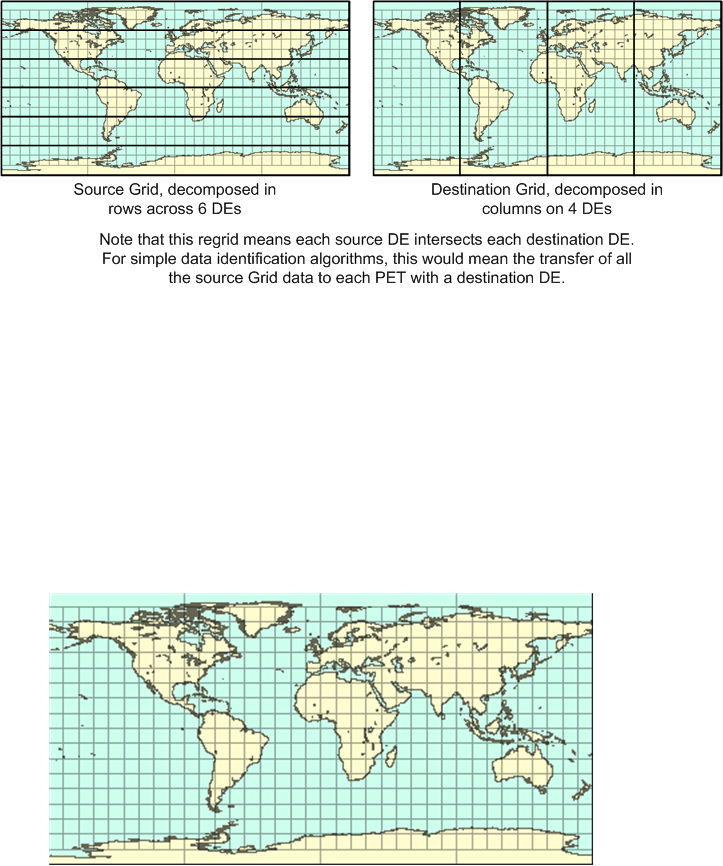 Source Grid, decomposed in
rows across 6 DEs
Destination Grid, decomposed in
columns on 4 DEs
Note that this regrid means each source DE intersects each destination DE.
For simple data identification algorithms, this would mean the transfer of all
the source Grid data to each PET with a destination DE.